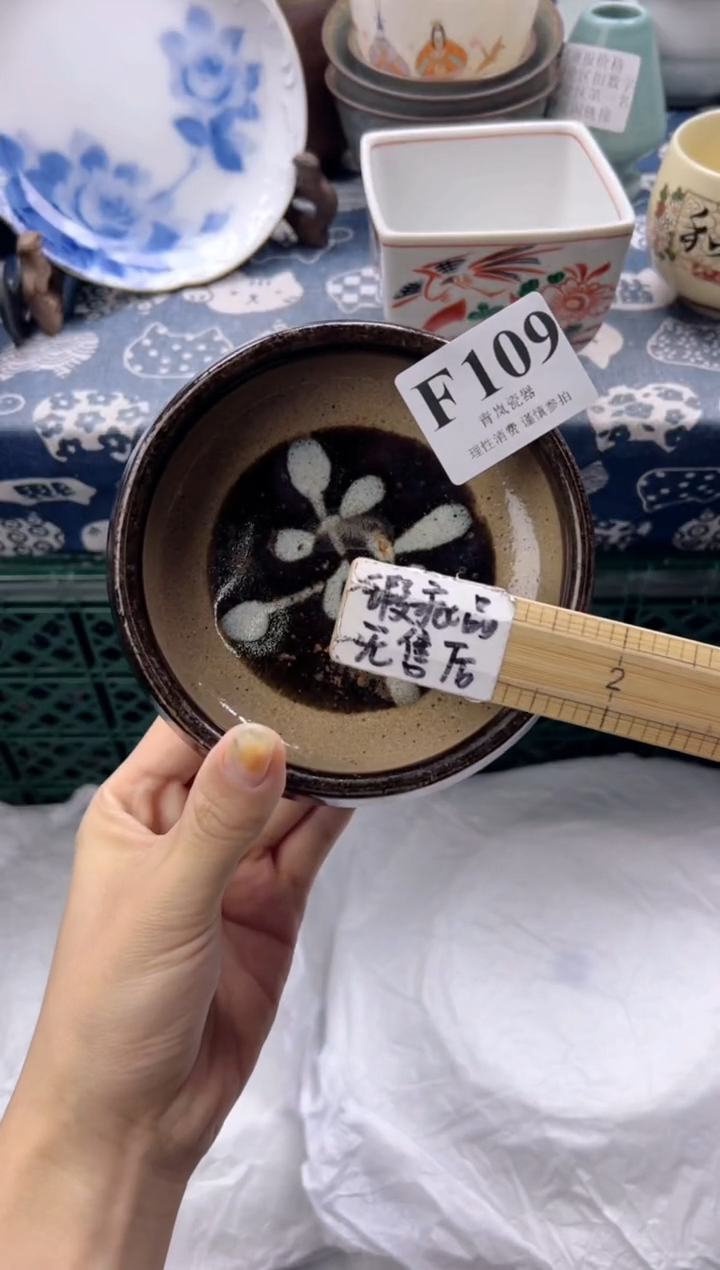 F109
青岚瓷器
理性消费 谨慎参拍
瑕疵品
无售后
2